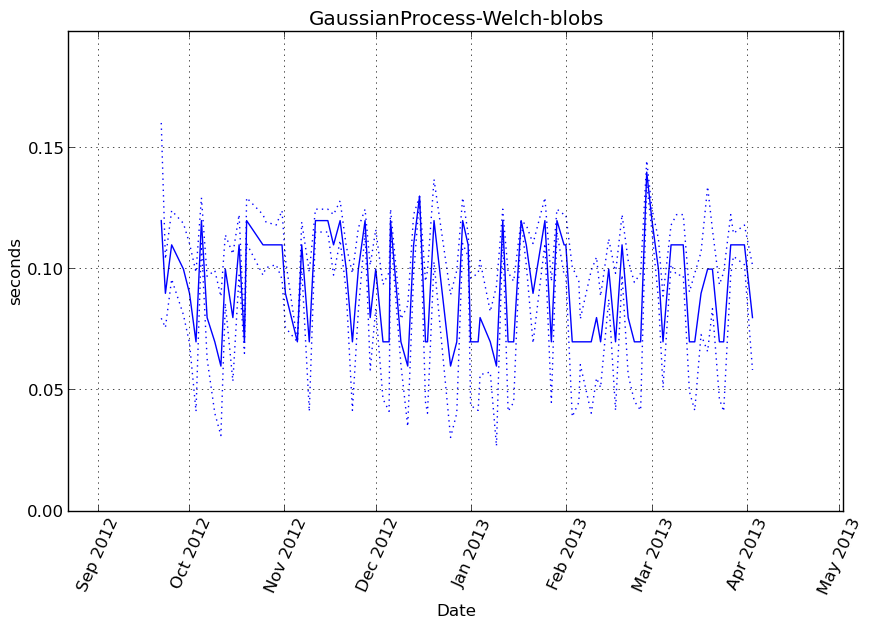 GaussianProcess-Welch-blobs
seconds
0.15
0.10
0.05
0.00
Sep 2012
Oct 2012
Nov 2012
Dec 2012
Jan 2013
Feb 2013
Mar 2013
Apr 2013
May 2013
Date